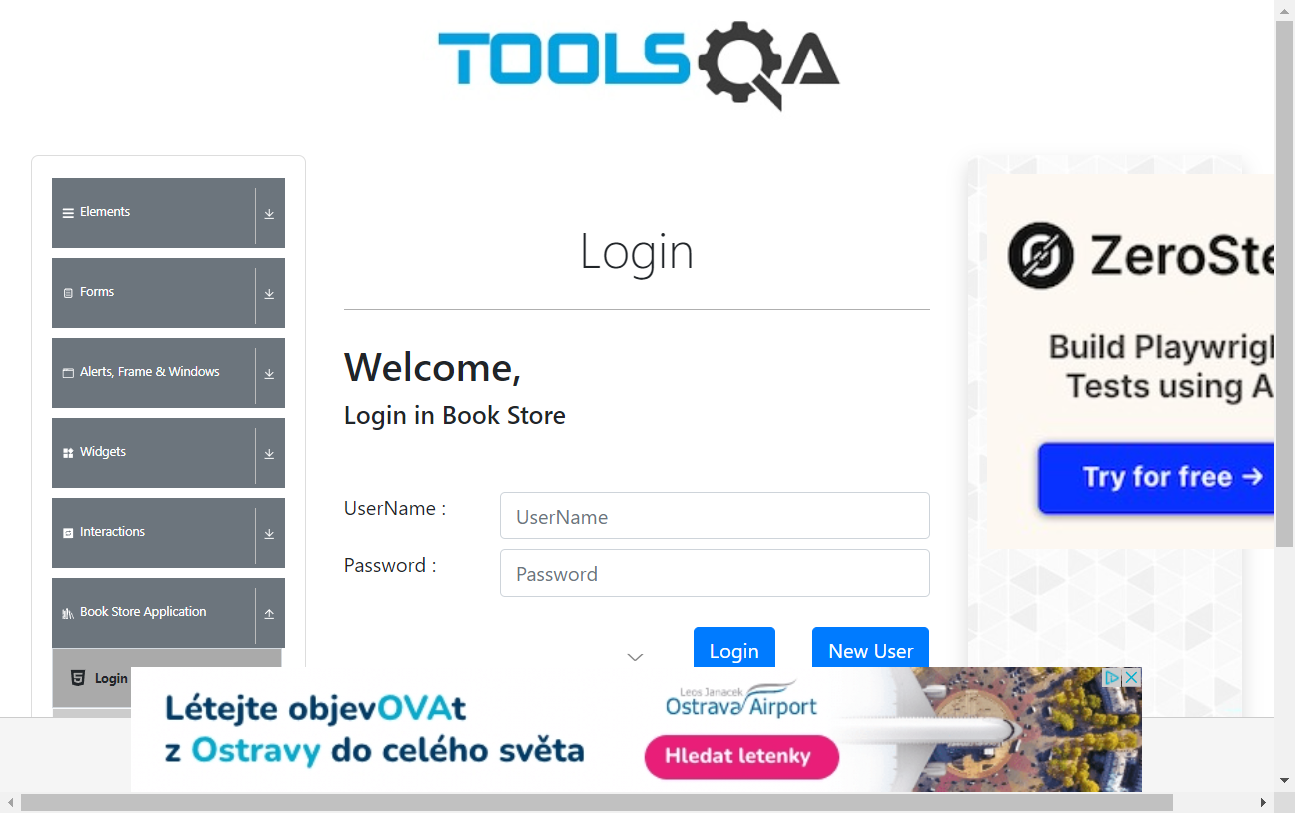 TOOLSQA
Elements
Forms
Alerts, Frame & Windows
Widgets
Interactions
Book Store Application
Login
Login
Welcome,
Login in Book Store
UserName :
UserName
Password :
Password
Login
New User
ZeroSte
Build Playwrigh
Tests using A
Try for free →
Létejte objevOVAt
z Ostravy do celého světa
Leos Janacek
Ostrava Airport
Hledat letenky